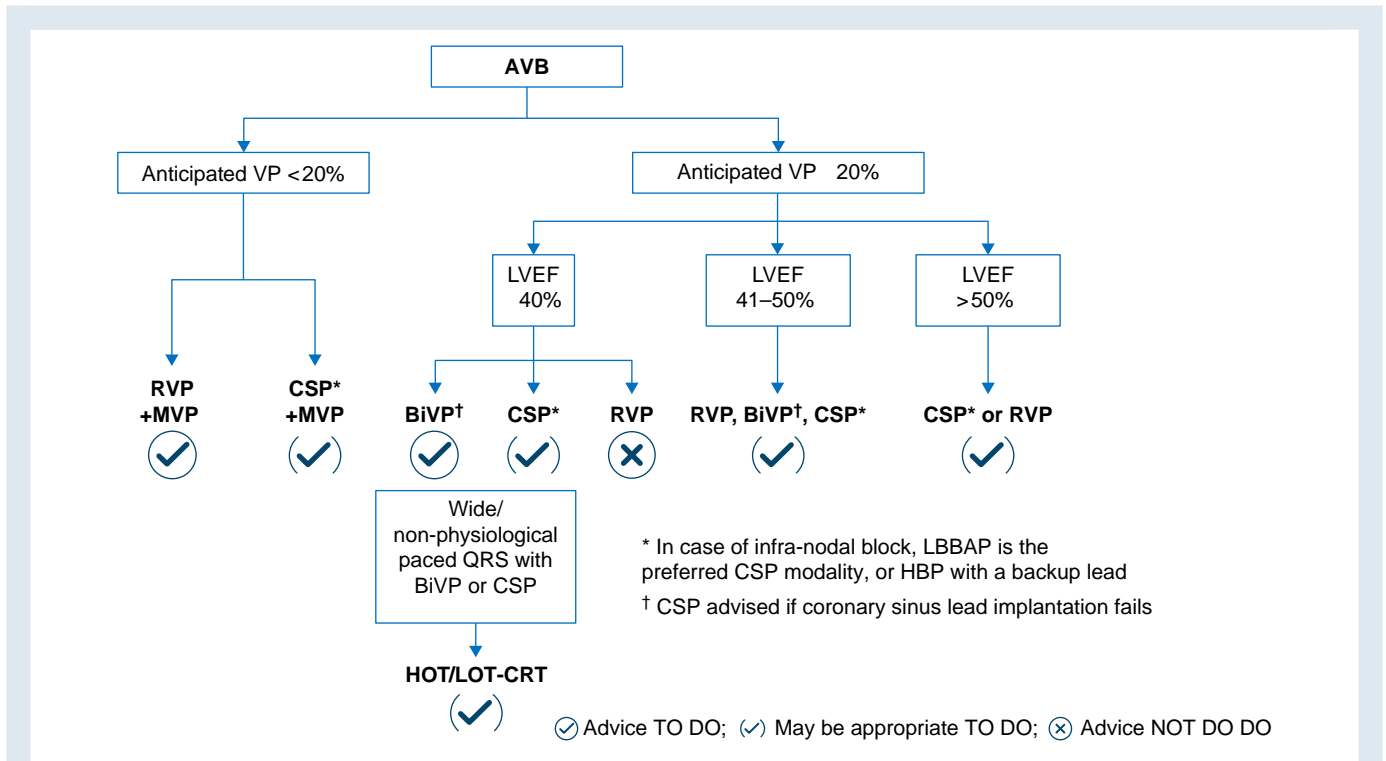 AVB
Anticipated VP <20%
Anticipated VP 20%
LVEF
40%
LVEF
41–50%
LVEF
>50%
RVP
+MVP
CSP*
+MVP
BiVP†
CSP*
RVP
RVP, BiVP†, CSP*
CSP* or RVP
Wide/
non-physiological
paced QRS with
BiVP or CSP
* In case of infra-nodal block, LBBAP is the
preferred CSP modality, or HBP with a backup lead
† CSP advised if coronary sinus lead implantation fails
HOT/LOT-CRT
Advice TO DO; (✓) May be appropriate TO DO; Advice NOT DO DO